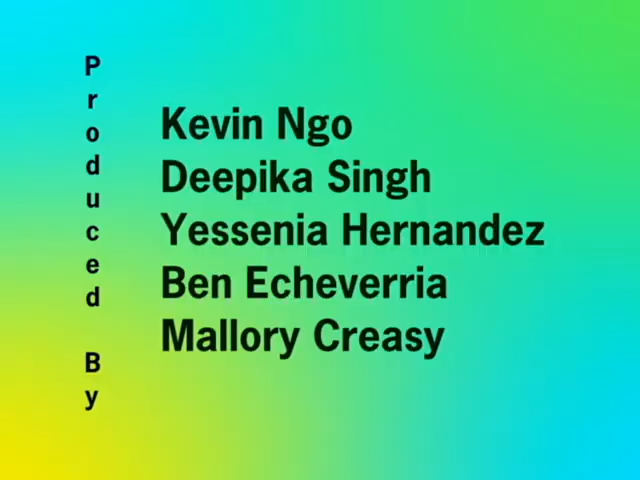 Produced By
Kevin Ngo
Deepika Singh
Yessenia Hernandez
Ben Echeverria
Mallory Creasy